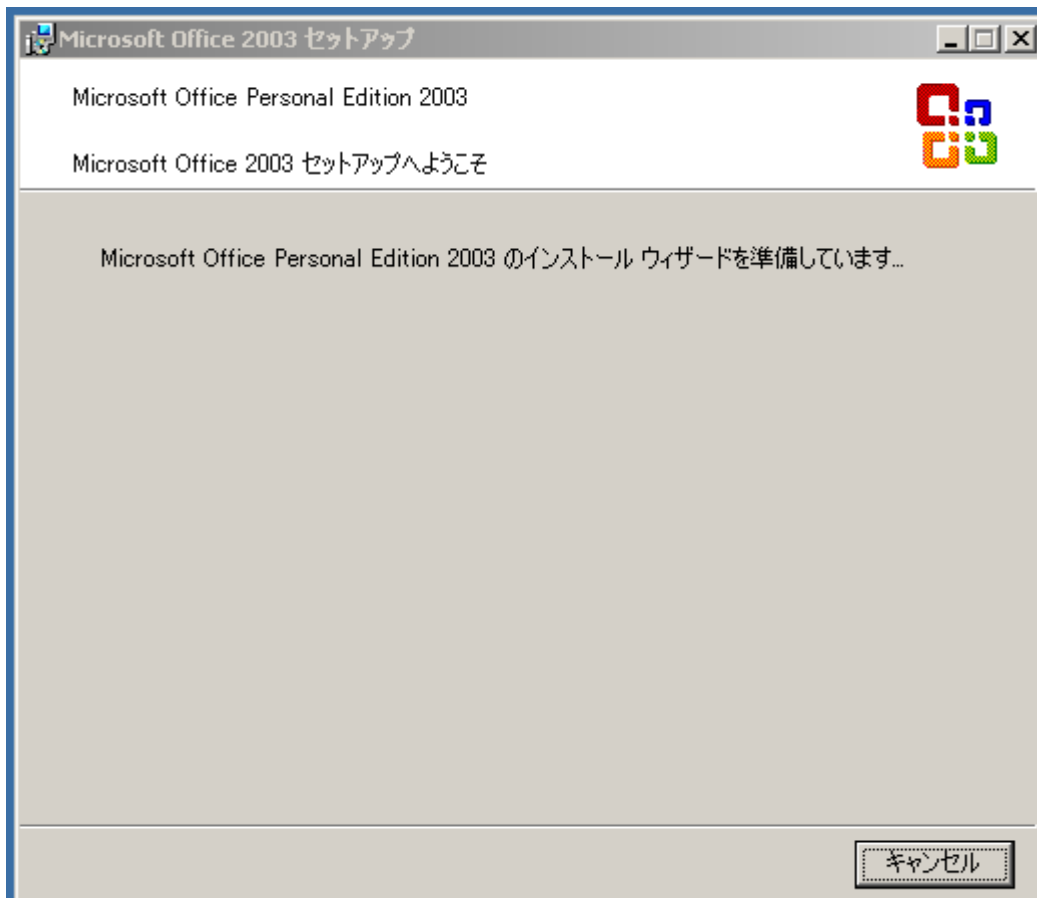 Microsoft Office 2003 セットアップ
Microsoft Office Personal Edition 2003
Microsoft Office 2003 セットアップへようこそ
Microsoft Office Personal Edition 2003 のインストール ウィザードを準備しています...
キャンセル